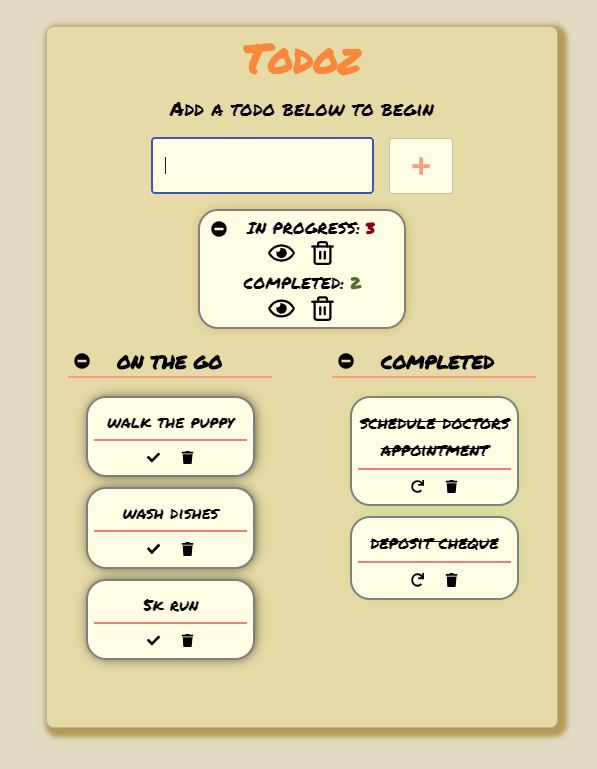 Todoz
Add a todo below to begin
+
In progress: 3
Completed: 2
On the go
Walk the puppy
Wash dishes
5k run
Completed
Schedule doctors
appointment
Deposit cheque